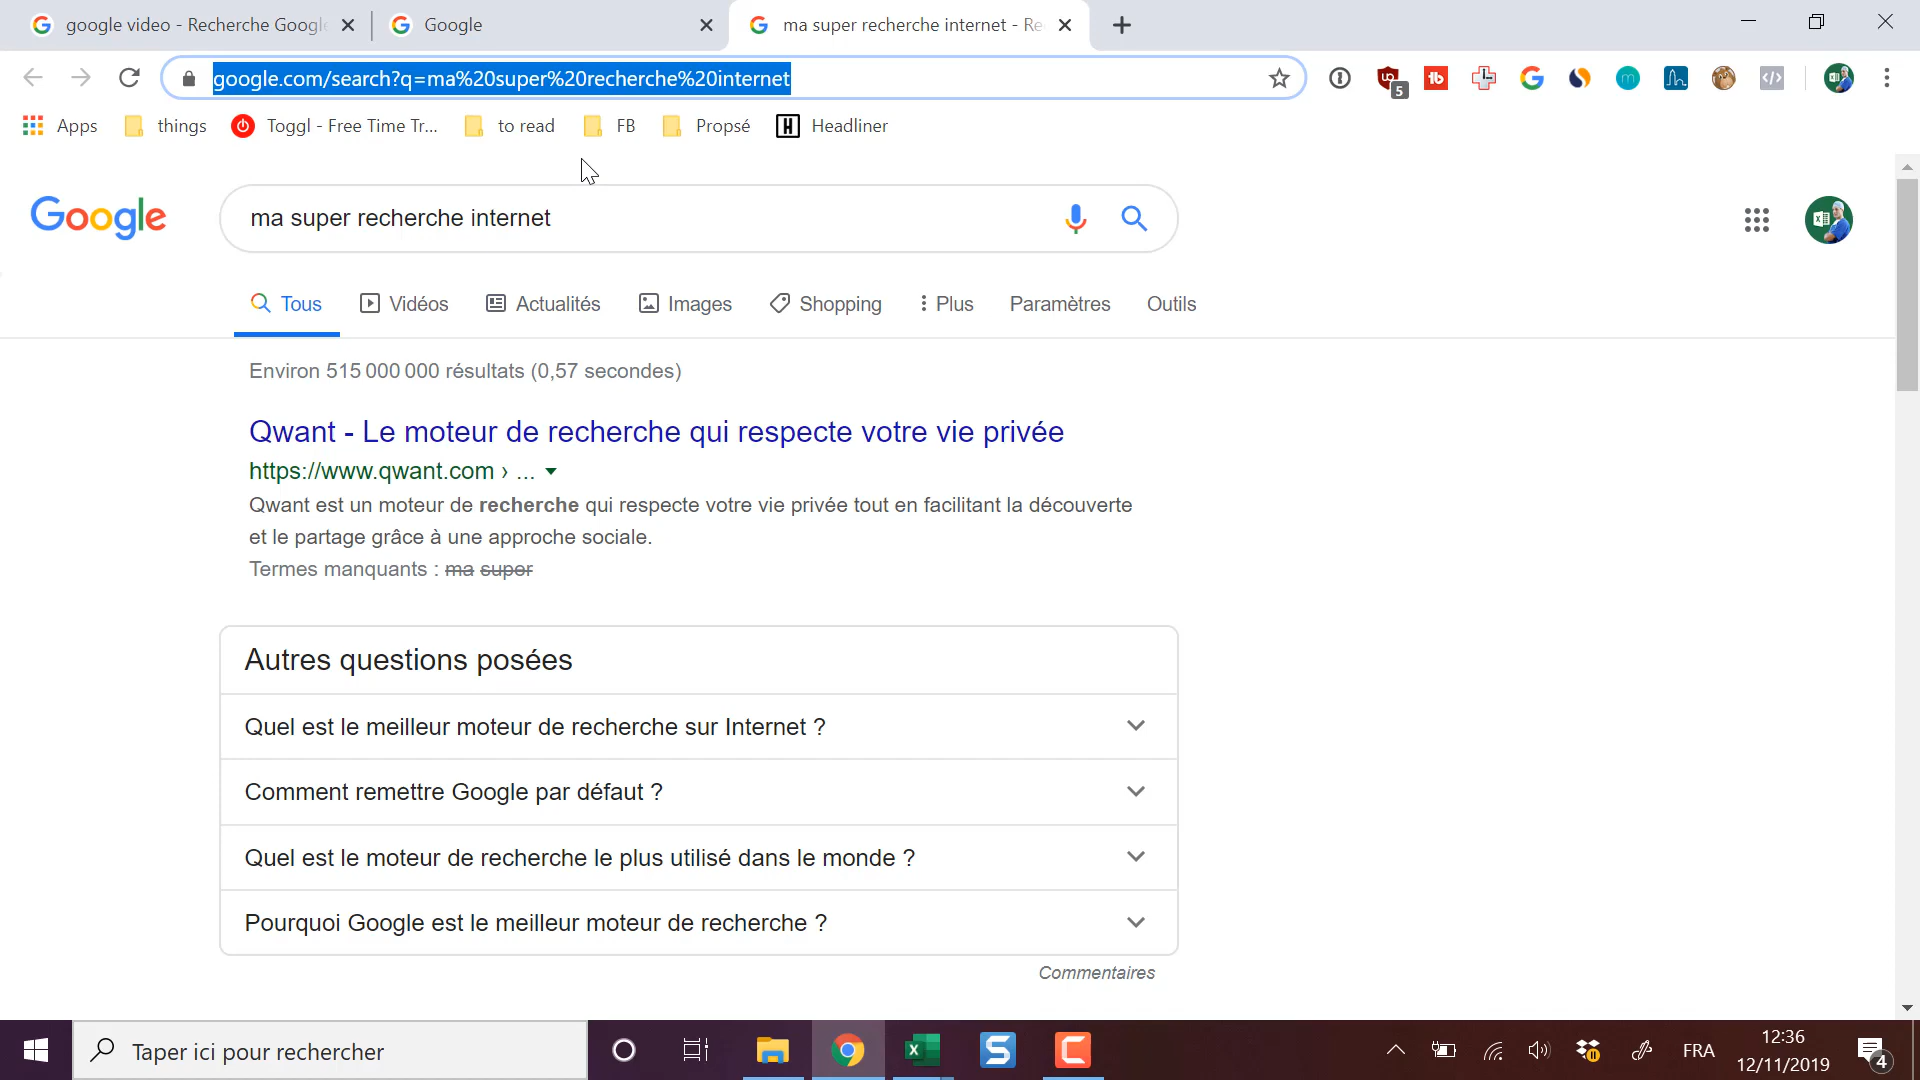 google video - Recherche Google
Google
ma super recherche internet - Re
google.com/search?q=ma%20super%20recherche%20internet
5
Apps
things
Toggl - Free Time Tr...
to read
FB
Propsé
H
Headliner
Google
ma super recherche internet
Tous
Vidéos
Actualités
Images
Shopping
Plus
Paramètres
Outils
Environ 515 000 000 résultats (0,57 secondes)
Qwant - Le moteur de recherche qui respecte votre vie privée
https://www.qwant.com › ...
Qwant est un moteur de recherche qui respecte votre vie privée tout en facilitant la découverte
et le partage grâce à une approche sociale.
Termes manquants : ma super
Autres questions posées
Quel est le meilleur moteur de recherche sur Internet ?
Comment remettre Google par défaut ?
Quel est le moteur de recherche le plus utilisé dans le monde ?
Pourquoi Google est le meilleur moteur de recherche ?
Commentaires
Taper ici pour rechercher
FRA
12:36
12/11/2019
4